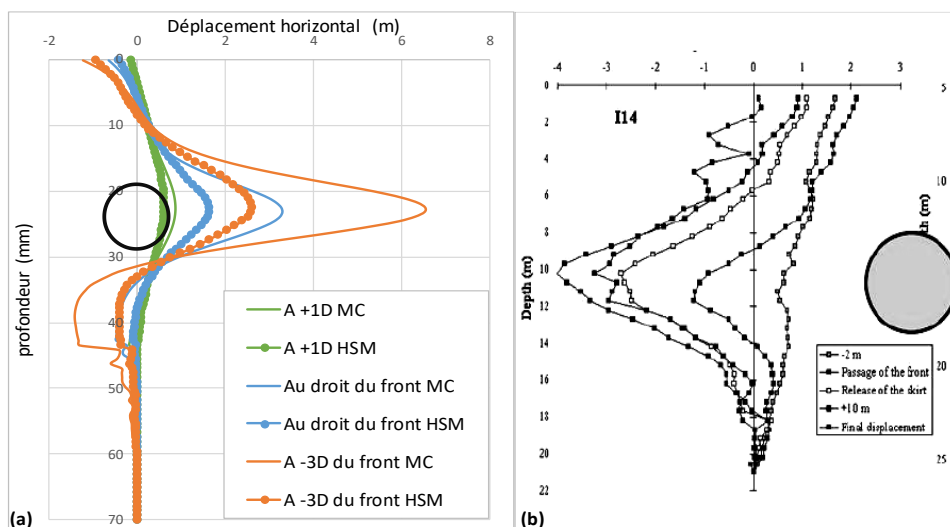 Déplacement horizontal (m)
-2 0 2 4 6 8
0
10
20
30
40
50
60
70
profondeur (mm)
A +1D MC
A +1D HSM
Au droit du front MC
Au droit du front HSM
A -3D du front MC
A -3D du front HSM
(a)
(b)
-4 -3 -2 -1 0 1 2 3
0
2
4
6
8
10
12
14
16
18
20
22
Depth (m)
I14
-2 m
Passage of the front
Release of the skirt
+10 m
Final displacement
5
10
20
25